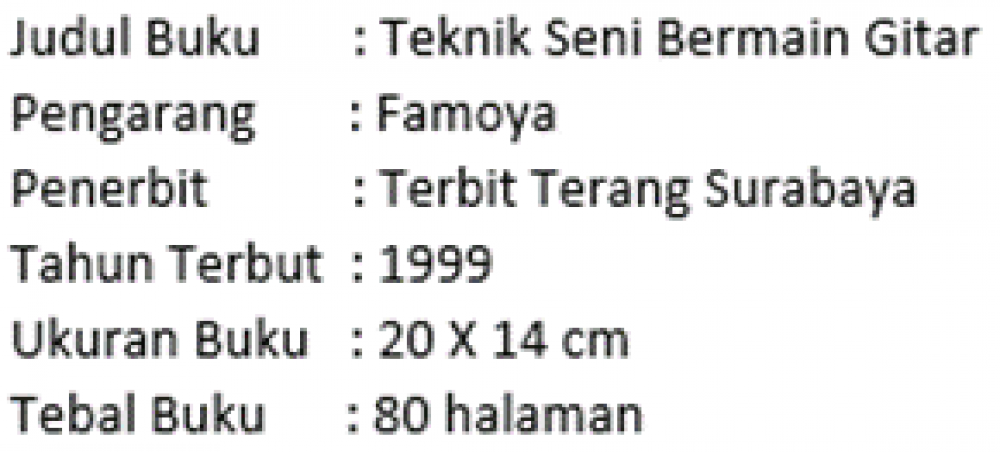 Judul Buku : Teknik Seni Bermain Gitar
Pengarang : Famoya
Penerbit : Terbit Terang Surabaya
Tahun Terbut : 1999
Ukuran Buku : 20 X 14 cm
Tebal Buku : 80 halaman